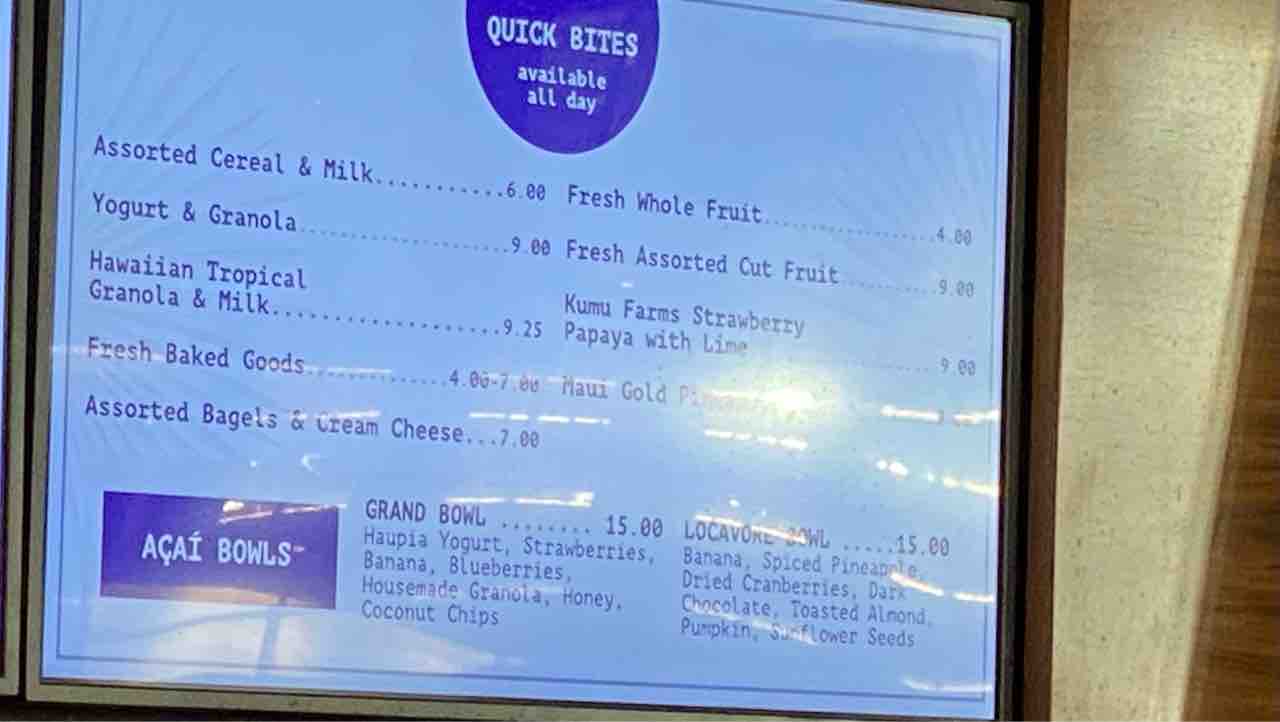 QUICK BITES
available
all day
Assorted Cereal & Milk...........6.00
Yogurt & Granola..................9.00
Hawaiian Tropical
Granola & Milk...................9.25
Fresh Baked Goods............4.00-7.00
Assorted Bagels & Cream Cheese...7.00
Fresh Whole Fruit................4.00
Fresh Assorted Cut Fruit.........9.00
Kumu Farms Strawberry
Papaya with Lime................9.00
Maui Gold
AÇAÍ BOWLS
GRAND BOWL ........ 15.00
Haupia Yogurt, Strawberries,
Banana, Blueberries,
Housemade Granola, Honey,
Coconut Chips
LOCAVORE BOWL .....15.00
Banana, Spiced Pineapple,
Dried Cranberries, Dark
Chocolate, Toasted Almond,
Pumpkin, Sunflower Seeds